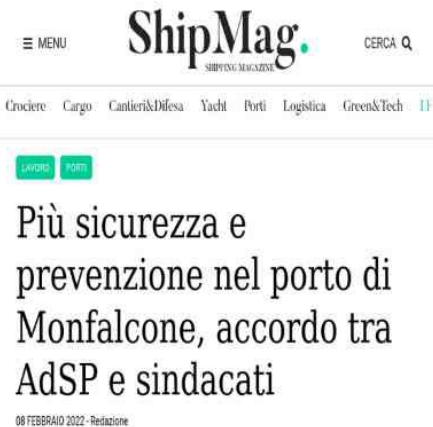 ≡ MENU
ShipMag.
SHIPPING MAGAZINE
CERCA
Crociere Cargo Cantieri&Difesa Yacht Porti Logistica Green&Tech
LAVORO PORTI
Più sicurezza e
prevenzione nel porto di
Monfalcone, accordo tra
AdSP e sindacati
08 FEBBRAIO 2022 - Redazione